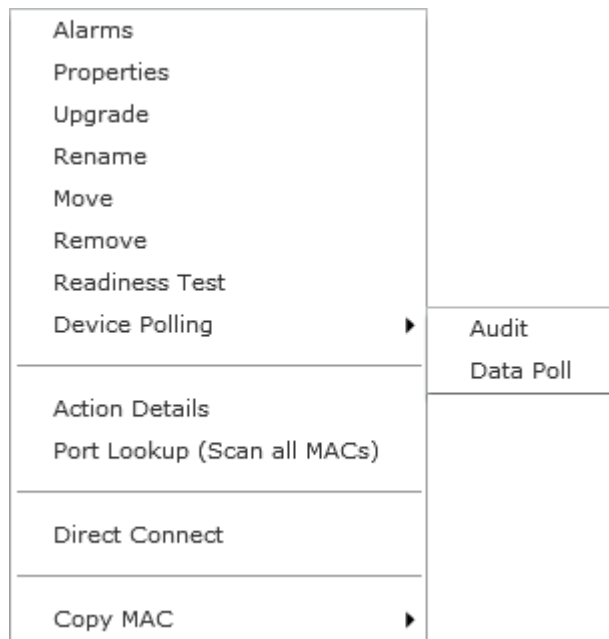 Alarms
Properties
Upgrade
Rename
Move
Remove
Readiness Test
Device Polling
Audit
Data Poll
Action Details
Port Lookup (Scan all MACs)
Direct Connect
Copy MAC